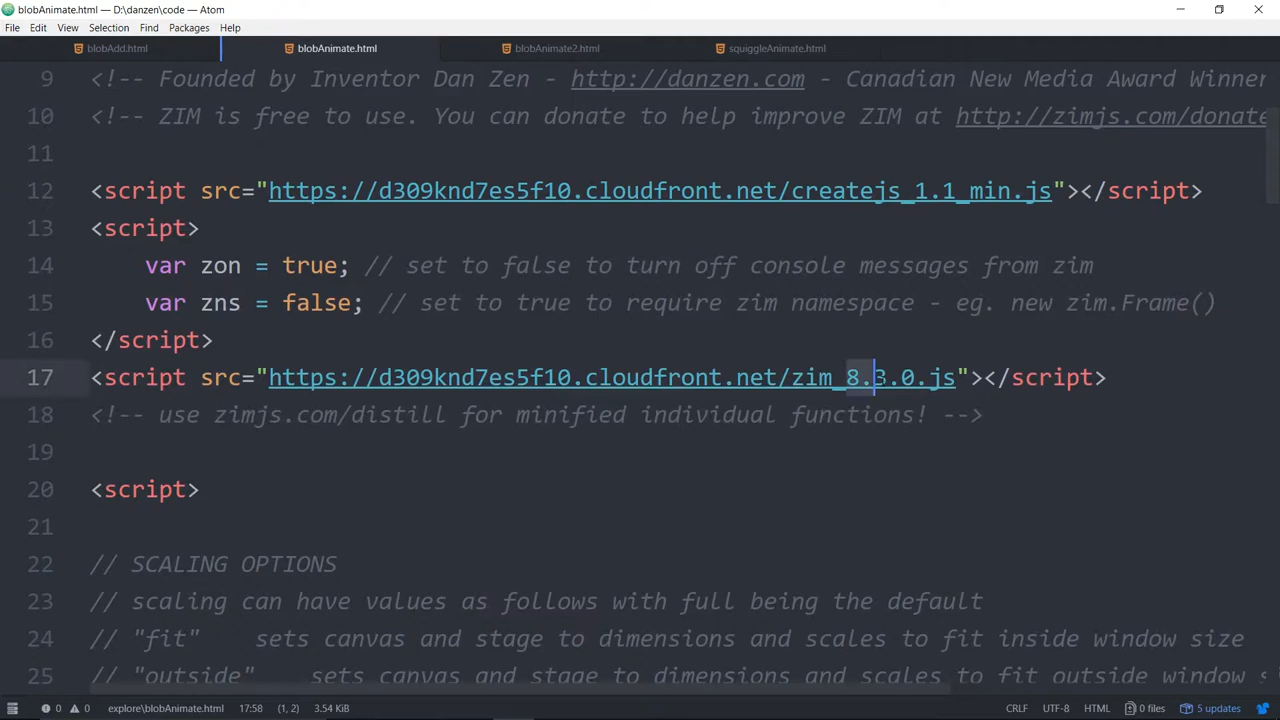 blobAnimate.html — D:\danzen\code — Atom
File Edit View Selection Find Packages Help
blobAdd.html blobAnimate.html blobAnimate2.html squiggleAnimate.html
9 <!-- Founded by Inventor Dan Zen - http://danzen.com - Canadian New Media Award Winner
10 <!-- ZIM is free to use. You can donate to help improve ZIM at http://zimjs.com/donate
11
12 <script src="https://d309knd7es5f10.cloudfront.net/createjs_1.1_min.js"></script>
13 <script>
14 var zon = true; // set to false to turn off console messages from zim
15 var zns = false; // set to true to require zim namespace - eg. new zim.Frame()
16 </script>
17 <script src="https://d309knd7es5f10.cloudfront.net/zim_8.3.0.js"></script>
18 <!-- use zimjs.com/distill for minified individual functions! -->
19
20 <script>
21
22 // SCALING OPTIONS
23 // scaling can have values as follows with full being the default
24 // "fit" sets canvas and stage to dimensions and scales to fit inside window size
25 // "outside" sets canvas and stage to dimensions and scales to fit outside window s
0 0 explore\blobAnimate.html 17:58 (1, 2) 3.54 KiB CRLF UTF-8 HTML 0 files 5 updates